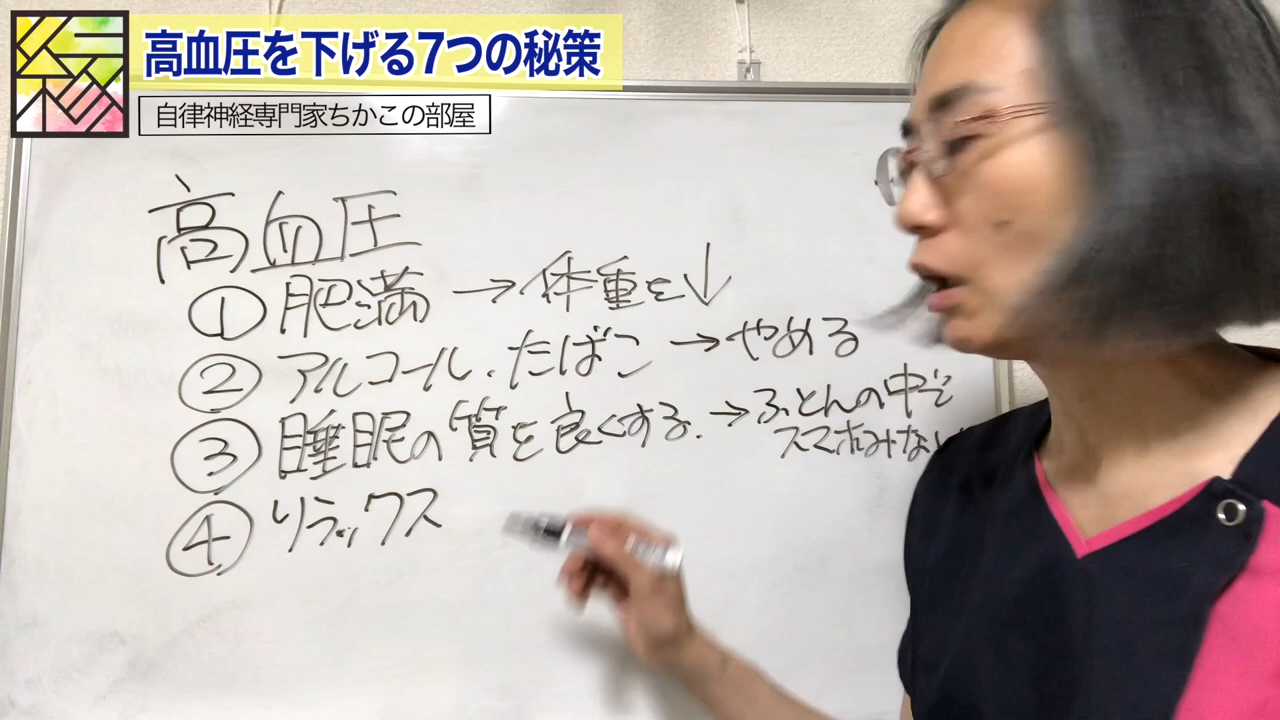 高血圧を下げる7つの秘策
自律神経専門家ちかこの部屋
高血圧
① 肥満 → 体重を↓
② アルコール、たばこ → やめる
③ 睡眠の質を良くする. → ふとんの中で
スマホみない
④ リラックス